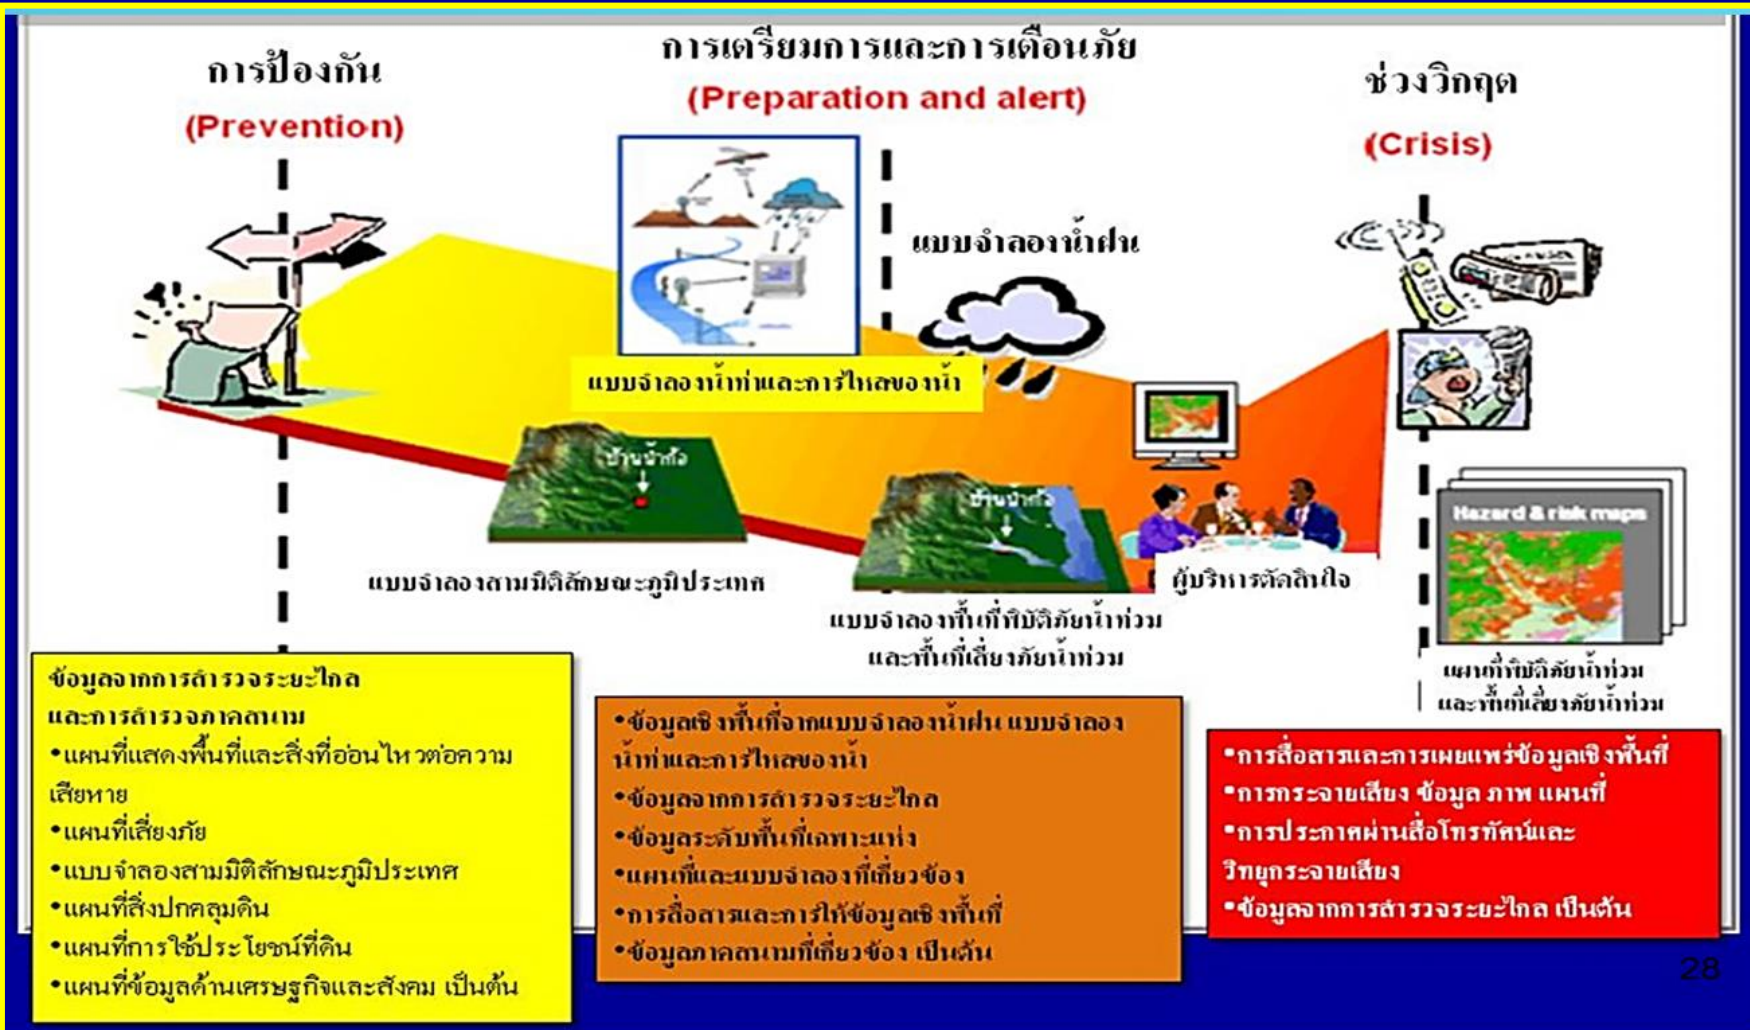 การป้องกัน
(Prevention)
การเตรียมการและการเตือนภัย
(Preparation and alert)
ช่วงวิกฤต
(Crisis)
แบบจำลองน้ำฝน
แบบจำลองน้ำท่าและการไหลของน้ำ
บ้านน้ำก้อ
บ้านน้ำก้อ
Hazard & risk maps
แบบจำลองสามมิติลักษณะภูมิประเทศ
ผู้บริหารตัดสินใจ
แบบจำลองพื้นที่พิบัติภัยน้ำท่วม
และพื้นที่เสี่ยงภัยน้ำท่วม
แผนที่พิบัติภัยน้ำท่วม
และพื้นที่เสี่ยงภัยน้ำท่วม
ข้อมูลจากการสำรวจระยะไกล
และการสำรวจภาคสนาม
•แผนที่แสดงพื้นที่และสิ่งที่อ่อนไหวต่อความ
เสียหาย
•แผนที่เสี่ยงภัย
•แบบจำลองสามมิติลักษณะภูมิประเทศ
•แผนที่สิ่งปกคลุมดิน
•แผนที่การใช้ประโยชน์ที่ดิน
•แผนที่ข้อมูลด้านเศรษฐกิจและสังคม เป็นต้น
•ข้อมูลเชิงพื้นที่จากแบบจำลองน้ำฝน แบบจำลอง
น้ำท่าและการไหลของน้ำ
•ข้อมูลจากการสำรวจระยะไกล
•ข้อมูลระดับพื้นที่เฉพาะแห่ง
•แผนที่และแบบจำลองที่เกี่ยวข้อง
•การสื่อสารและการให้ข้อมูลเชิงพื้นที่
•ข้อมูลภาคสนามที่เกี่ยวข้อง เป็นต้น
•การสื่อสารและการเผยแพร่ข้อมูลเชิงพื้นที่
•การกระจายเสียง ข้อมูล ภาพ แผนที่
•การประกาศผ่านสื่อโทรทัศน์และ
วิทยุกระจายเสียง
•ข้อมูลจากการสำรวจระยะไกล เป็นต้น
28